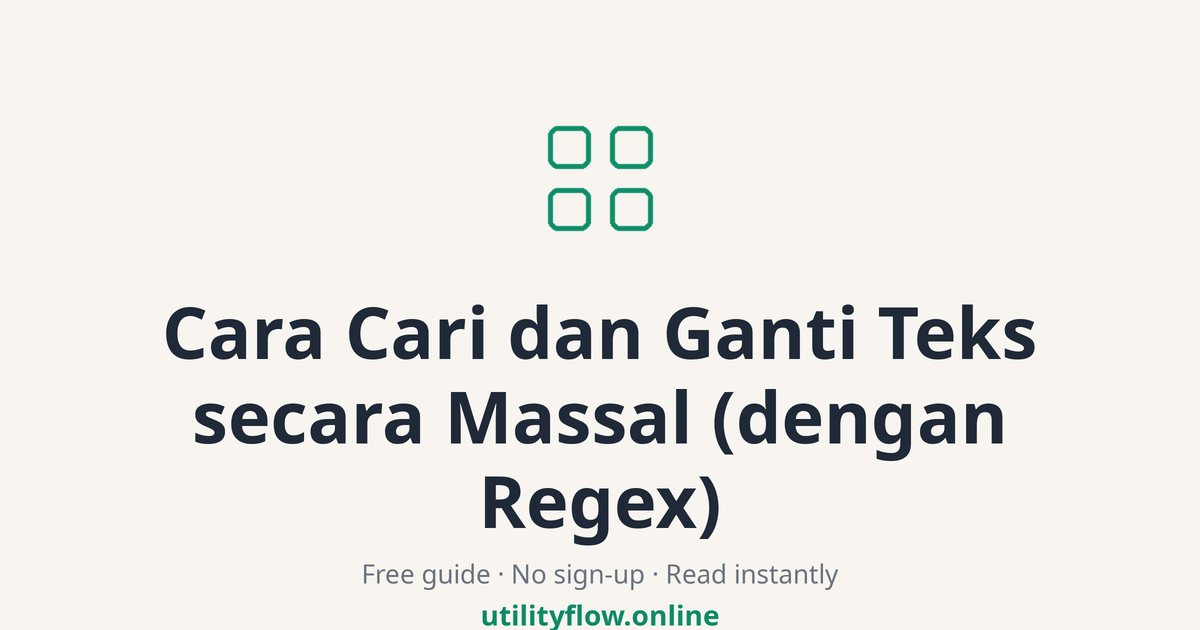 Cara Cari dan Ganti Teks
secara Massal (dengan
Regex)
Free guide · No sign-up · Read instantly
utilityflow.online